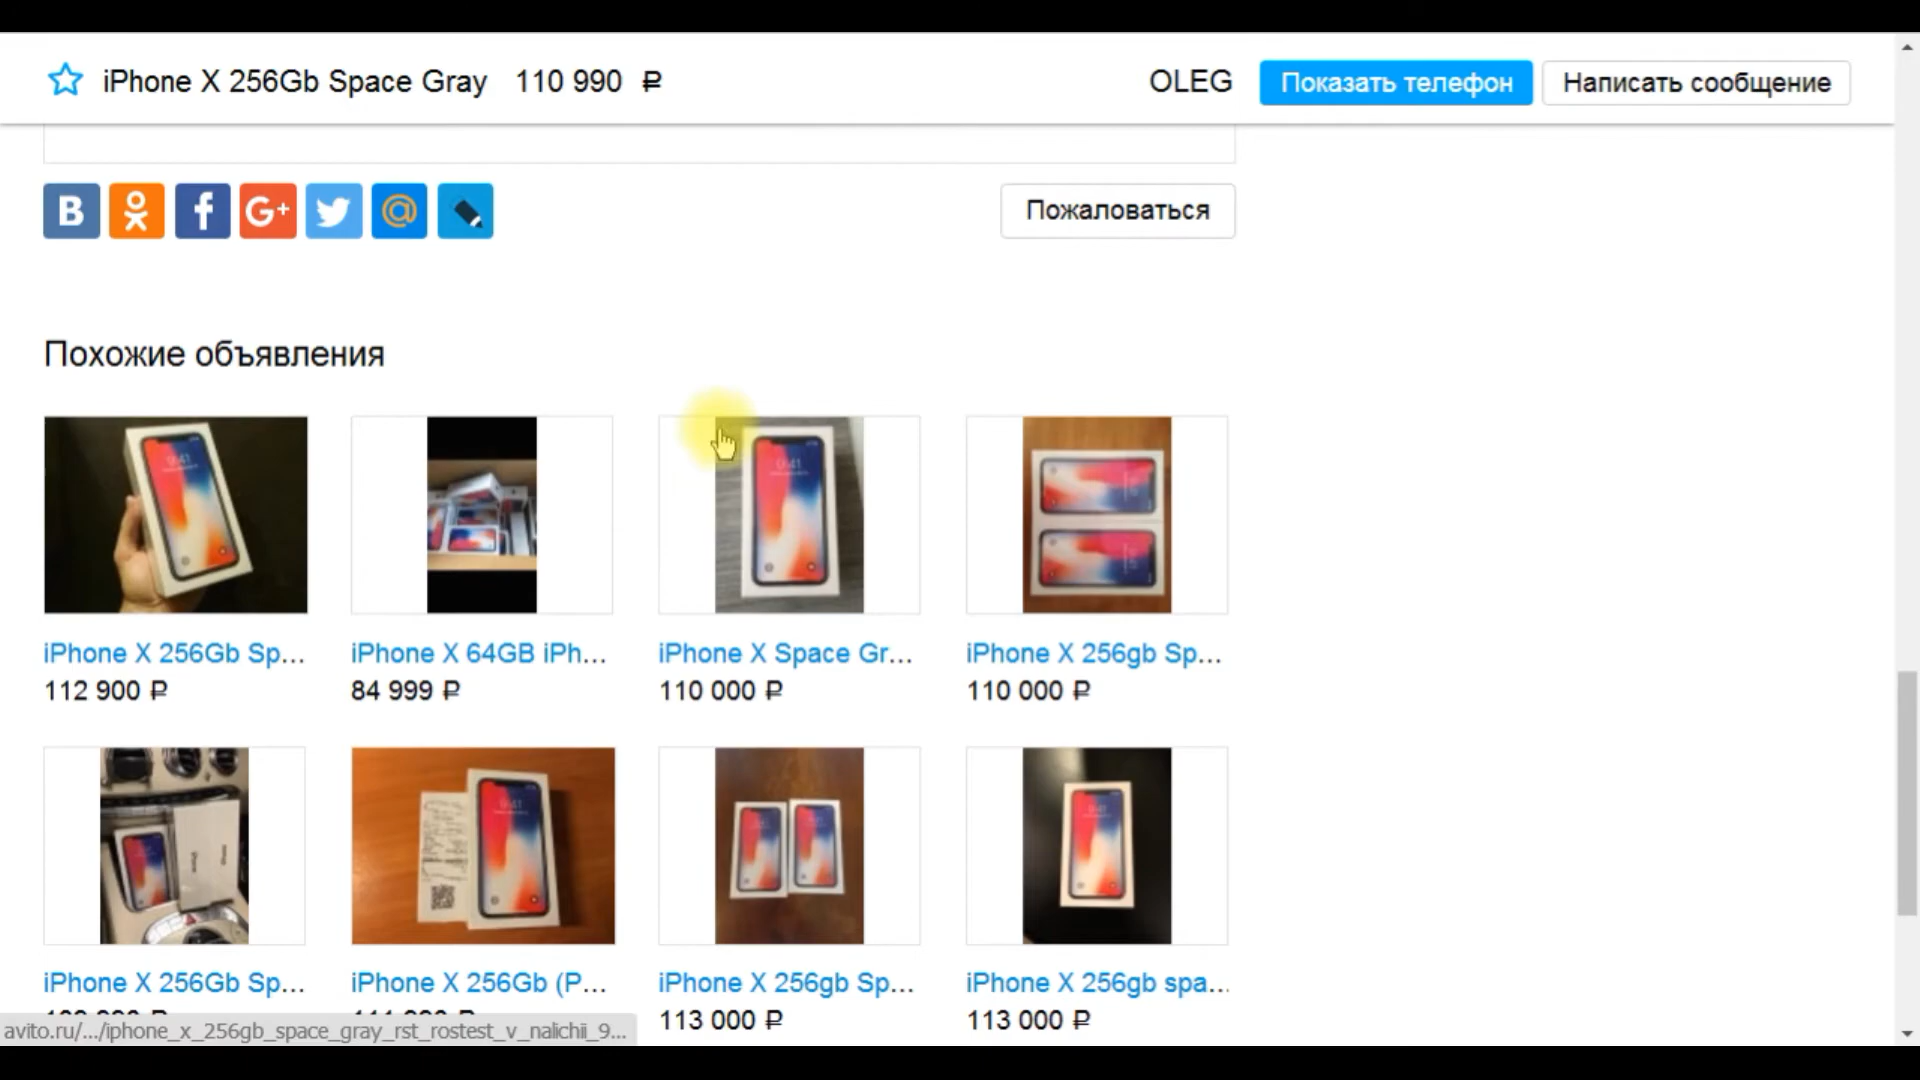 iPhone X 256Gb Space Gray 110 990 ₽ OLEG Показать телефон Написать сообщение
Пожаловаться
Похожие объявления
iPhone X 256Gb Sp... iPhone X 64GB iPh... iPhone X Space Gr... iPhone X 256gb Sp...
112 900 ₽ 84 999 ₽ 110 000 ₽ 110 000 ₽
iPhone X 256Gb Sp... iPhone X 256Gb (P... iPhone X 256gb Sp... iPhone X 256gb spa...
113 000 ₽ 113 000 ₽
avito.ru/.../iphone_x_256gb_space_gray_rst_rostest_v_nalichii_9...